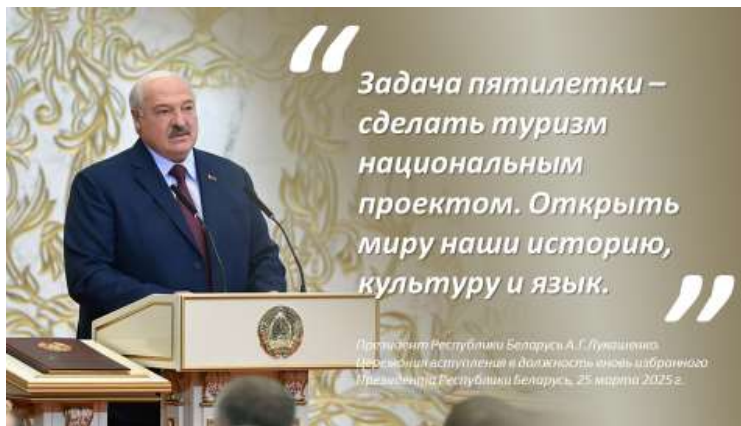 “
Задача пятилетки –
сделать туризм
национальным
проектом. Открыть
миру наши историю,
культуру и язык.
”
Президент Республики Беларусь А.Г.Лукашенко.
Церемония вступления в должность вновь избранного
Президента Республики Беларусь, 25 марта 2025 г.